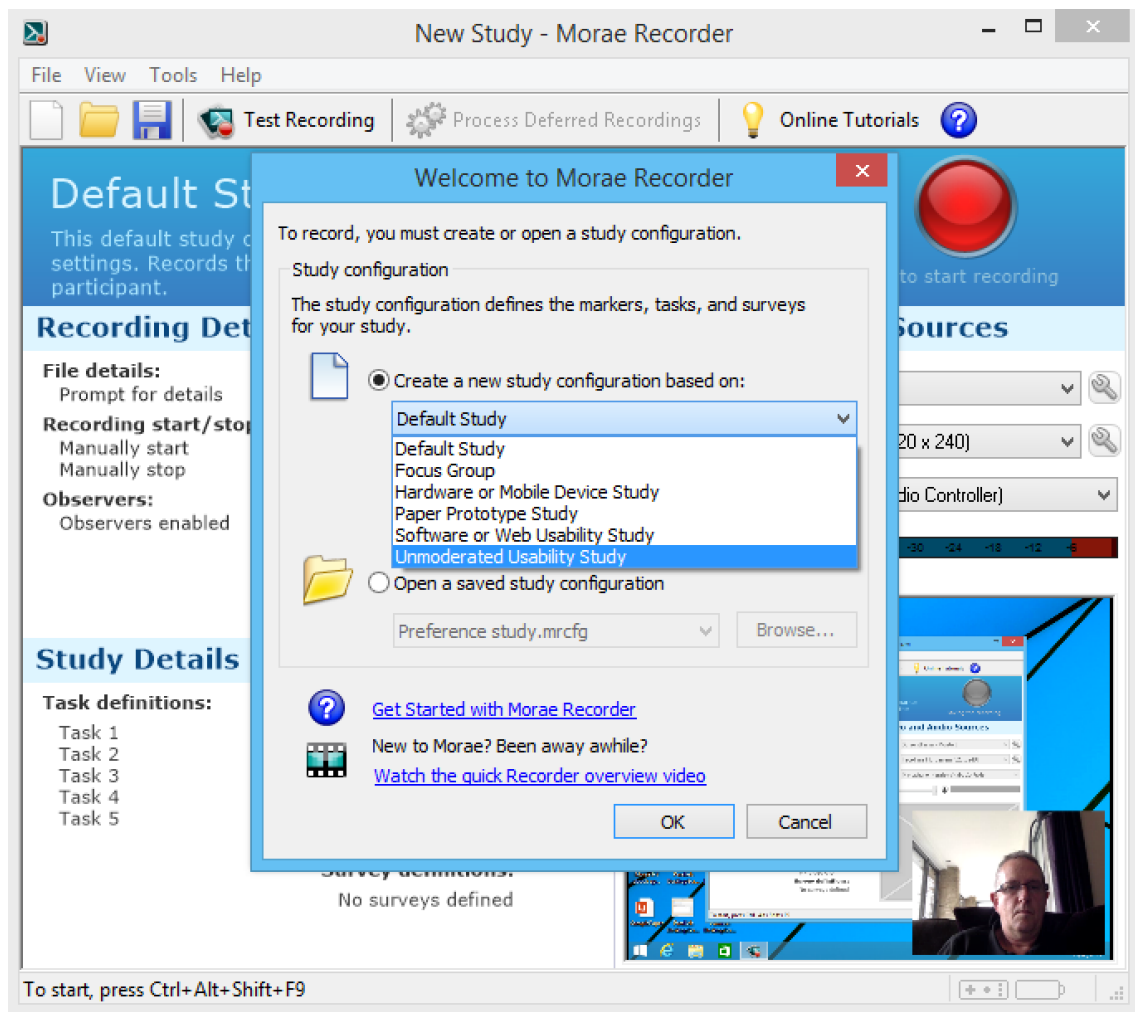 New Study - Morae Recorder
File View Tools Help
Test Recording
Process Deferred Recordings
Online Tutorials
Default St
This default study c
settings. Records th
participant.
to start recording
Recording Det
Sources
File details:
Prompt for details
Recording start/stop
Manually start
Manually stop
Observers:
Observers enabled
20 x 240)
dio Controller)
-30 -24 -18 -12 -6
Study Details
Task definitions:
Task 1
Task 2
Task 3
Task 4
Task 5
Survey definitions:
No surveys defined
Welcome to Morae Recorder
To record, you must create or open a study configuration.
Study configuration
The study configuration defines the markers, tasks, and surveys
for your study.
Create a new study configuration based on:
Default Study
Default Study
Focus Group
Hardware or Mobile Device Study
Paper Prototype Study
Software or Web Usability Study
Unmoderated Usability Study
Open a saved study configuration
Preference study.mrcfg
Browse...
Get Started with Morae Recorder
New to Morae? Been away awhile?
Watch the quick Recorder overview video
OK
Cancel
To start, press Ctrl+Alt+Shift+F9